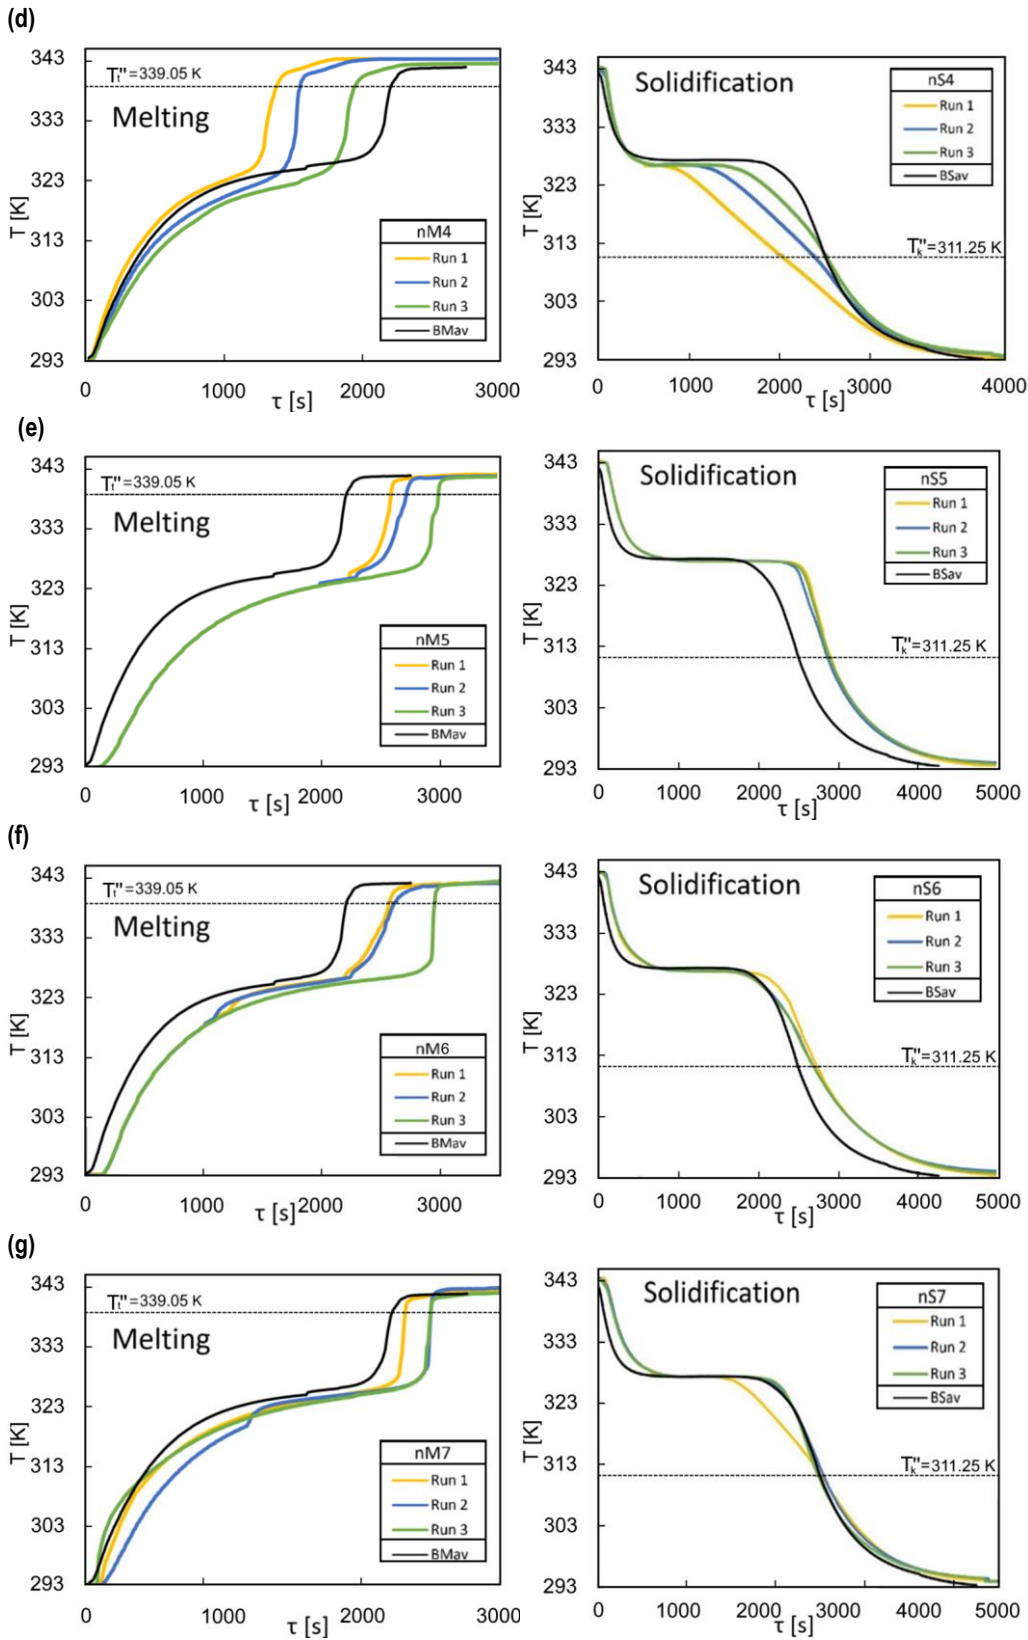 (d)
343
333
323
313
303
293
T [K]
Tt''=339.05 K
Melting
nM4
Run 1
Run 2
Run 3
BMav
0
1000
2000
3000
τ [s]
343
333
323
313
303
293
T [K]
Solidification
nS4
Run 1
Run 2
Run 3
BSav
Tk''=311.25 K
0
1000
2000
3000
4000
τ [s]
(e)
343
333
323
313
303
293
T [K]
Tt''=339.05 K
Melting
nM5
Run 1
Run 2
Run 3
BMav
0
1000
2000
3000
τ [s]
343
333
323
313
303
293
T [K]
Solidification
nS5
Run 1
Run 2
Run 3
BSav
Tk''=311.25 K
0
1000
2000
3000
4000
5000
τ [s]
(f)
343
333
323
313
303
293
T [K]
Tt''=339.05 K
Melting
nM6
Run 1
Run 2
Run 3
BMav
0
1000
2000
3000
τ [s]
343
333
323
313
303
293
T [K]
Solidification
nS6
Run 1
Run 2
Run 3
BSav
Tk''=311.25 K
0
1000
2000
3000
4000
5000
τ [s]
(g)
343
333
323
313
303
293
T [K]
Tt''=339.05 K
Melting
nM7
Run 1
Run 2
Run 3
BMav
0
1000
2000
3000
τ [s]
343
333
323
313
303
293
T [K]
Solidification
nS7
Run 1
Run 2
Run 3
BSav
Tk''=311.25 K
0
1000
2000
3000
4000
5000
τ [s]